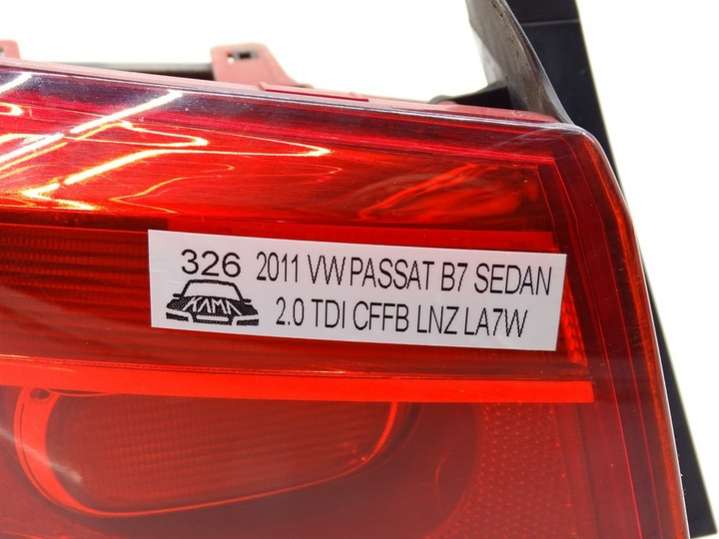 326 2011 VW PASSAT B7 SEDAN
KAMA 2.0 TDI CFFB LNZ LA7W